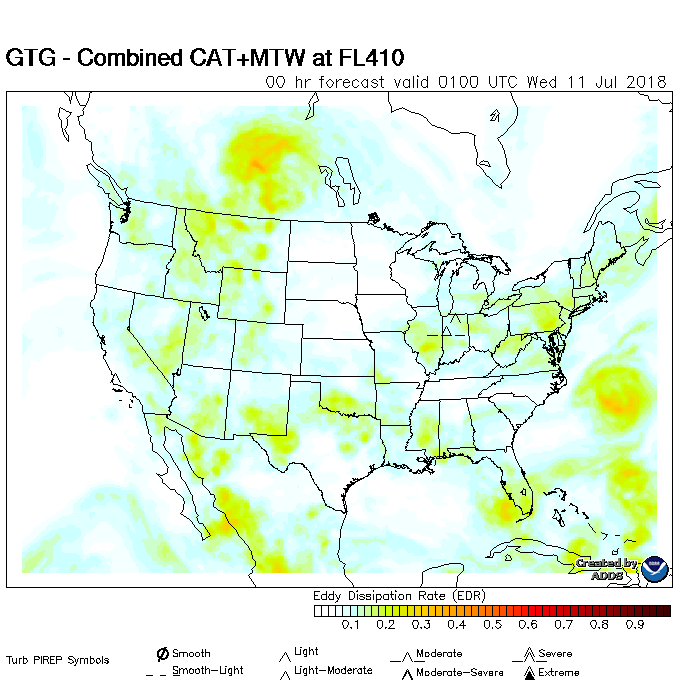 GTG - Combined CAT+MTW at FL410
00 hr forecast valid 0100 UTC Wed 11 Jul 2018
Created by
ADDS
Eddy Dissipation Rate (EDR)
0.1 0.2 0.3 0.4 0.5 0.6 0.7 0.8 0.9
Turb PIREP Symbols
Smooth Light Moderate Severe
Smooth-Light Light-Moderate Moderate-Severe Extreme